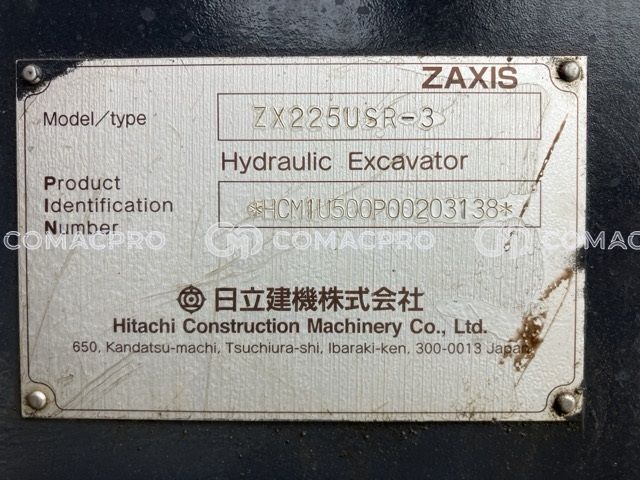 ZAXIS
Model/type ZX225USR-3
Hydraulic Excavator
Product
Identification *HCM1U500P00203138*
Number
COMACPRO COMACPRO COMACPRO
日立建機株式会社
Hitachi Construction Machinery Co., Ltd.
650, Kandatsu-machi, Tsuchiura-shi, Ibaraki-ken, 300-0013 Japan